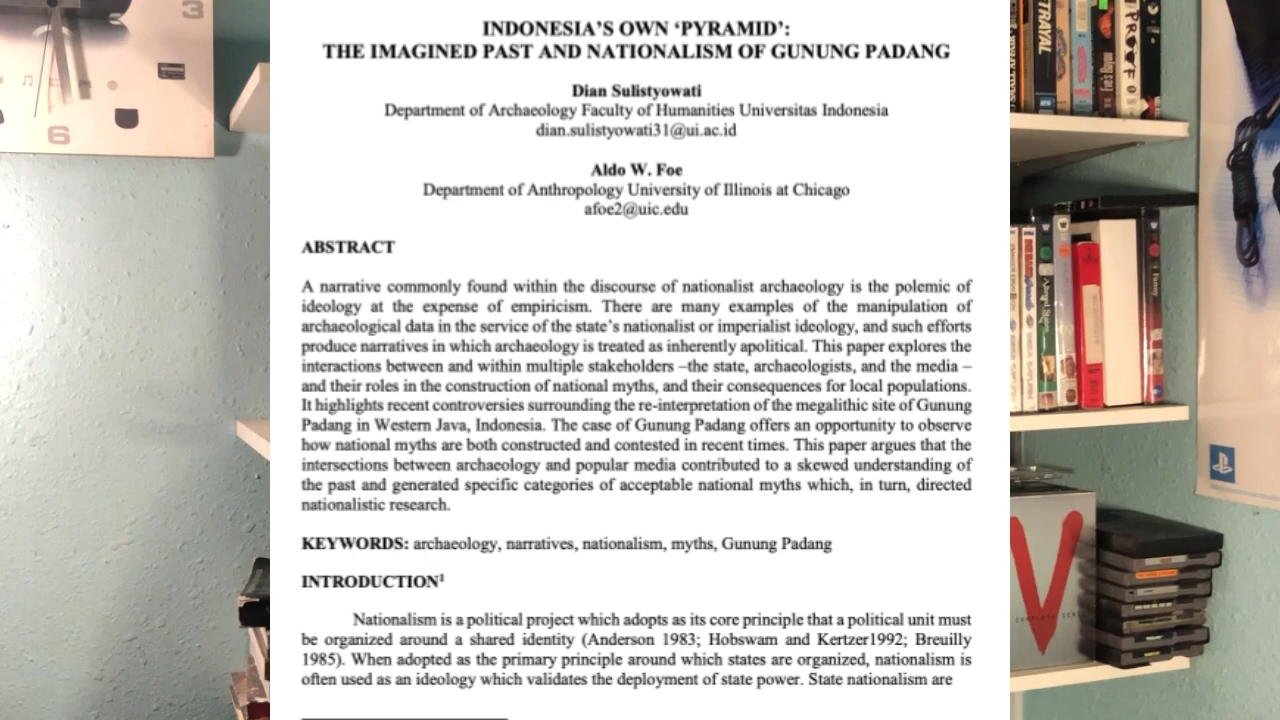 INDONESIA'S OWN 'PYRAMID':
THE IMAGINED PAST AND NATIONALISM OF GUNUNG PADANG
Dian Sulistyowati
Department of Archaeology Faculty of Humanities Universitas Indonesia
dian.sulistyowati31@ui.ac.id
Aldo W. Foe
Department of Anthropology University of Illinois at Chicago
afoe2@uic.edu
ABSTRACT
A narrative commonly found within the discourse of nationalist archaeology is the polemic of
ideology at the expense of empiricism. There are many examples of the manipulation of
archaeological data in the service of the state's nationalist or imperialist ideology, and such efforts
produce narratives in which archaeology is treated as inherently apolitical. This paper explores the
interactions between and within multiple stakeholders –the state, archaeologists, and the media –
and their roles in the construction of national myths, and their consequences for local populations.
It highlights recent controversies surrounding the re-interpretation of the megalithic site of Gunung
Padang in Western Java, Indonesia. The case of Gunung Padang offers an opportunity to observe
how national myths are both constructed and contested in recent times. This paper argues that the
intersections between archaeology and popular media contributed to a skewed understanding of
the past and generated specific categories of acceptable national myths which, in turn, directed
nationalistic research.
KEYWORDS: archaeology, narratives, nationalism, myths, Gunung Padang
INTRODUCTION¹
Nationalism is a political project which adopts as its core principle that a political unit must
be organized around a shared identity (Anderson 1983; Hobswam and Kertzer1992; Breuilly
1985). When adopted as the primary principle around which states are organized, nationalism is
often used as an ideology which validates the deployment of state power. State nationalism are
3
6
TRAYAL
PROOF
Eve's Bayou
Altered States
Fanny
V